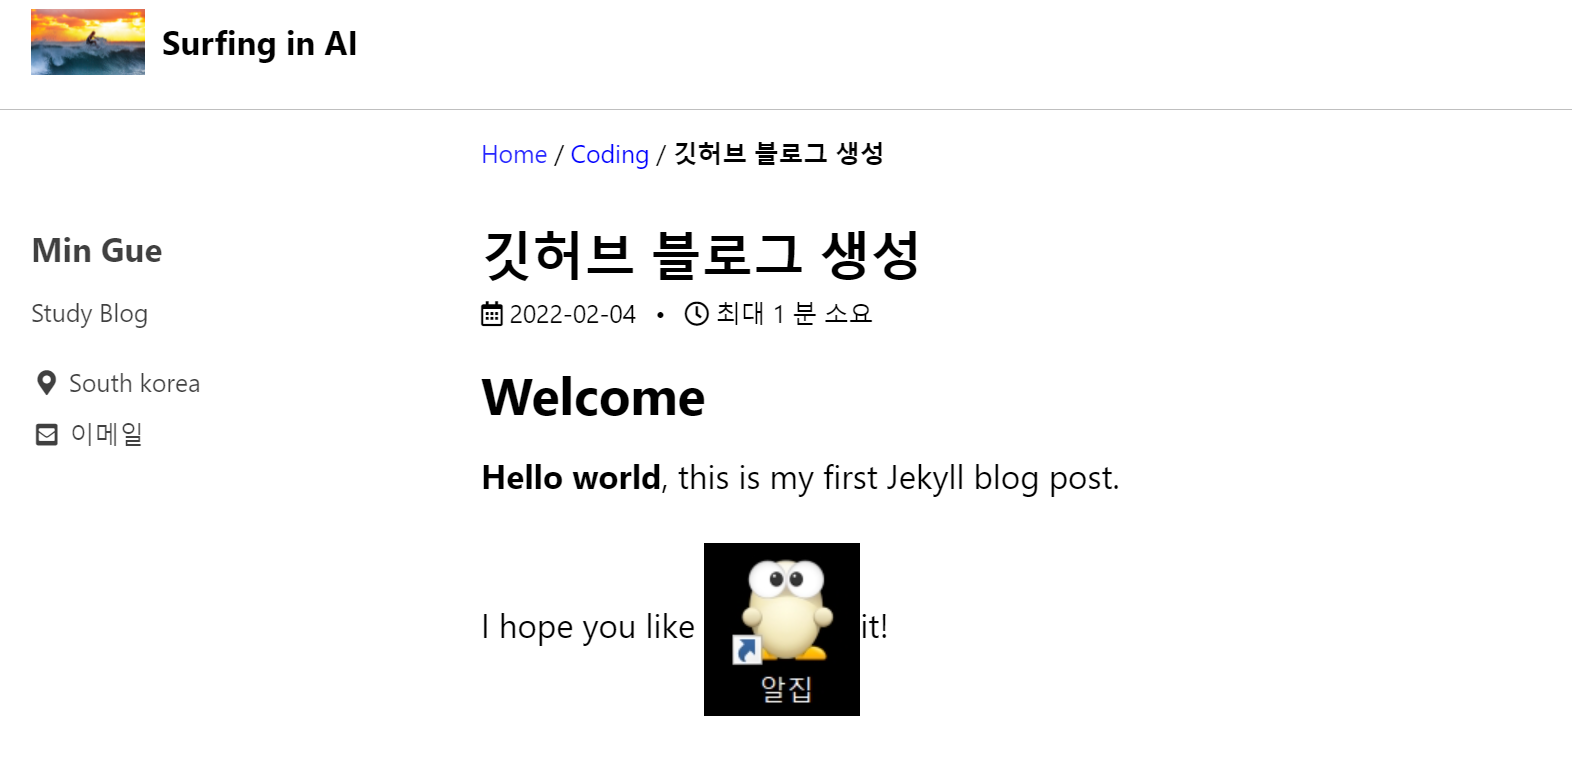 Surfing in AI
Home / Coding / 깃허브 블로그 생성
Min Gue
Study Blog
South korea
이메일
깃허브 블로그 생성
2022-02-04 • 최대 1 분 소요
Welcome
Hello world, this is my first Jekyll blog post.
I hope you like it!
알집